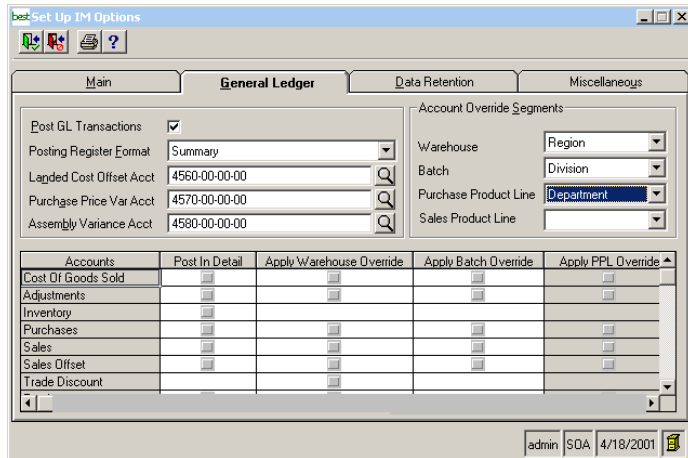 best Set Up IM Options
?
Main General Ledger Data Retention Miscellaneous
Post GL Transactions
Posting Register Format Summary
Landed Cost Offset Acct 4560-00-00-00
Purchase Price Var Acct 4570-00-00-00
Assembly Variance Acct 4580-00-00-00
Account Override Segments
Warehouse Region
Batch Division
Purchase Product Line Department
Sales Product Line
Accounts Post In Detail Apply Warehouse Override Apply Batch Override Apply PPL Override
Cost Of Goods Sold
Adjustments
Inventory
Purchases
Sales
Sales Offset
Trade Discount
admin SOA 4/18/2001